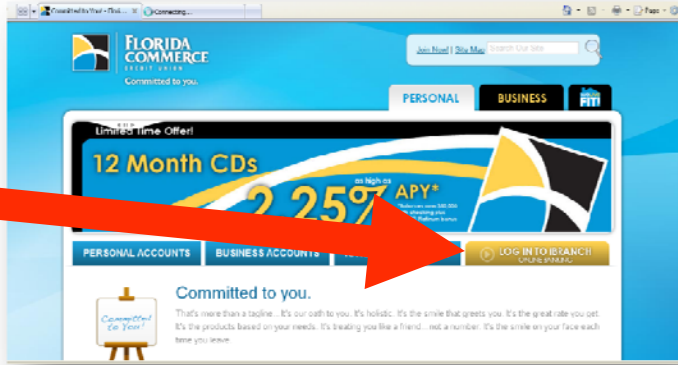 Committed to You! - Flori...
Connecting...
Page
FLORIDA
COMMERCE
CREDIT UNION
Committed to you.
Join Now! | Site Map
Search Our Site
PERSONAL
BUSINESS
FIT!
Limited Time Offer!
12 Month CDs
as high as
2.25% APY*
PERSONAL ACCOUNTS
BUSINESS ACCOUNTS
LOG IN TO IBRANCH
ONLINE BANKING
Committed to You!
Committed to you.
That's more than a tagline... It's our oath to you. It's holistic. It's the smile that greets you. It's the great rate you get.
It's the products based on your needs. It's treating you like a friend... not a number. It's the smile on your face each
time you leave.